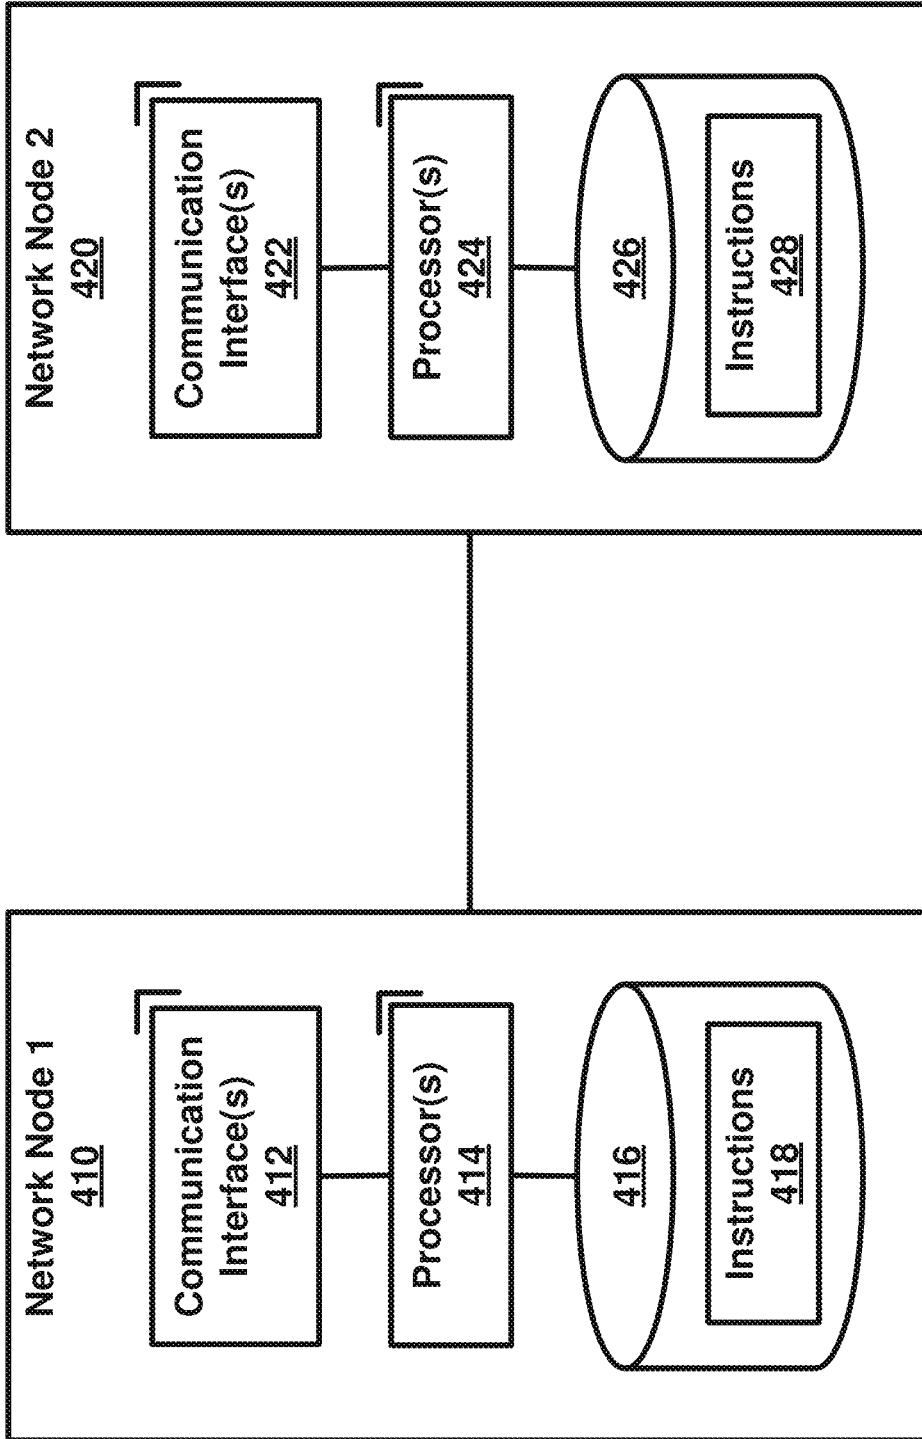 Network Node 1
410
Communication
Interface(s)
412
Processor(s)
414
416
Instructions
418
Network Node 2
420
Communication
Interface(s)
422
Processor(s)
424
426
Instructions
428